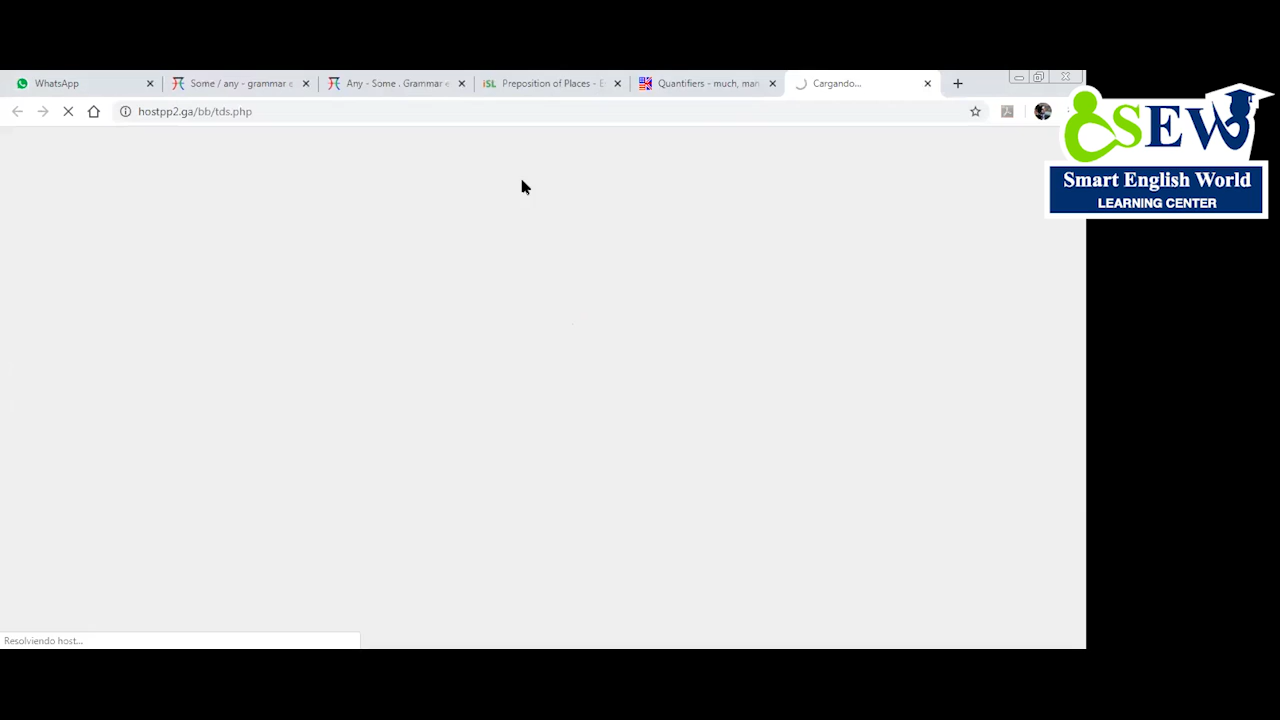 WhatsApp
Some / any - grammar e
Any - Some . Grammar e
iSL Preposition of Places - E
Quantifiers - much, man
Cargando...
hostpp2.ga/bb/tds.php
SEW
Smart English World
LEARNING CENTER
Resolviendo host...